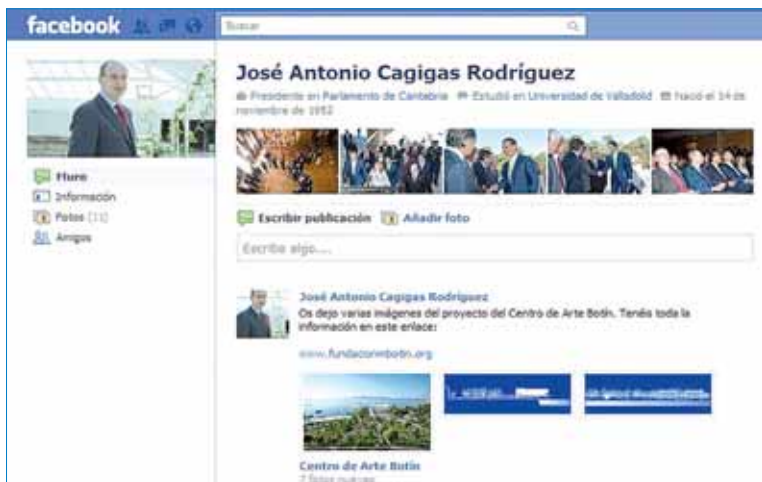 facebook
Buscar
José Antonio Cagigas Rodríguez
Presidente en Parlamento de Cantabria Estudió en Universidad de Valladolid Nació el 14 de
noviembre de 1952
Muro
Información
Fotos (11)
Amigos
Escribir publicación Añadir foto
Escribe algo...
José Antonio Cagigas Rodríguez
Os dejo varias imágenes del proyecto del Centro de Arte Botín. Tenéis toda la
información en este enlace:
www.fundacionmbotin.org
Centro de Arte Botín
7 fotos nuevas